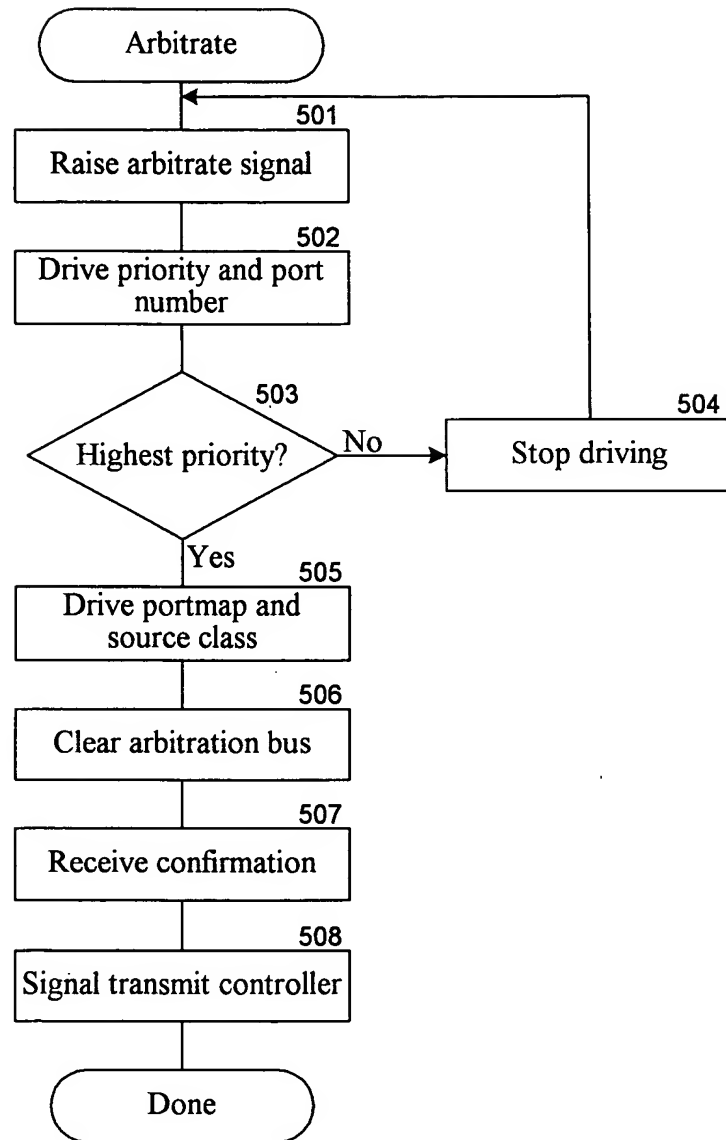 Arbitrate
501
Raise arbitrate signal
502
Drive priority and port
number
503
Highest priority?
No
504
Stop driving
Yes
505
Drive portmap and
source class
506
Clear arbitration bus
507
Receive confirmation
508
Signal transmit controller
Done